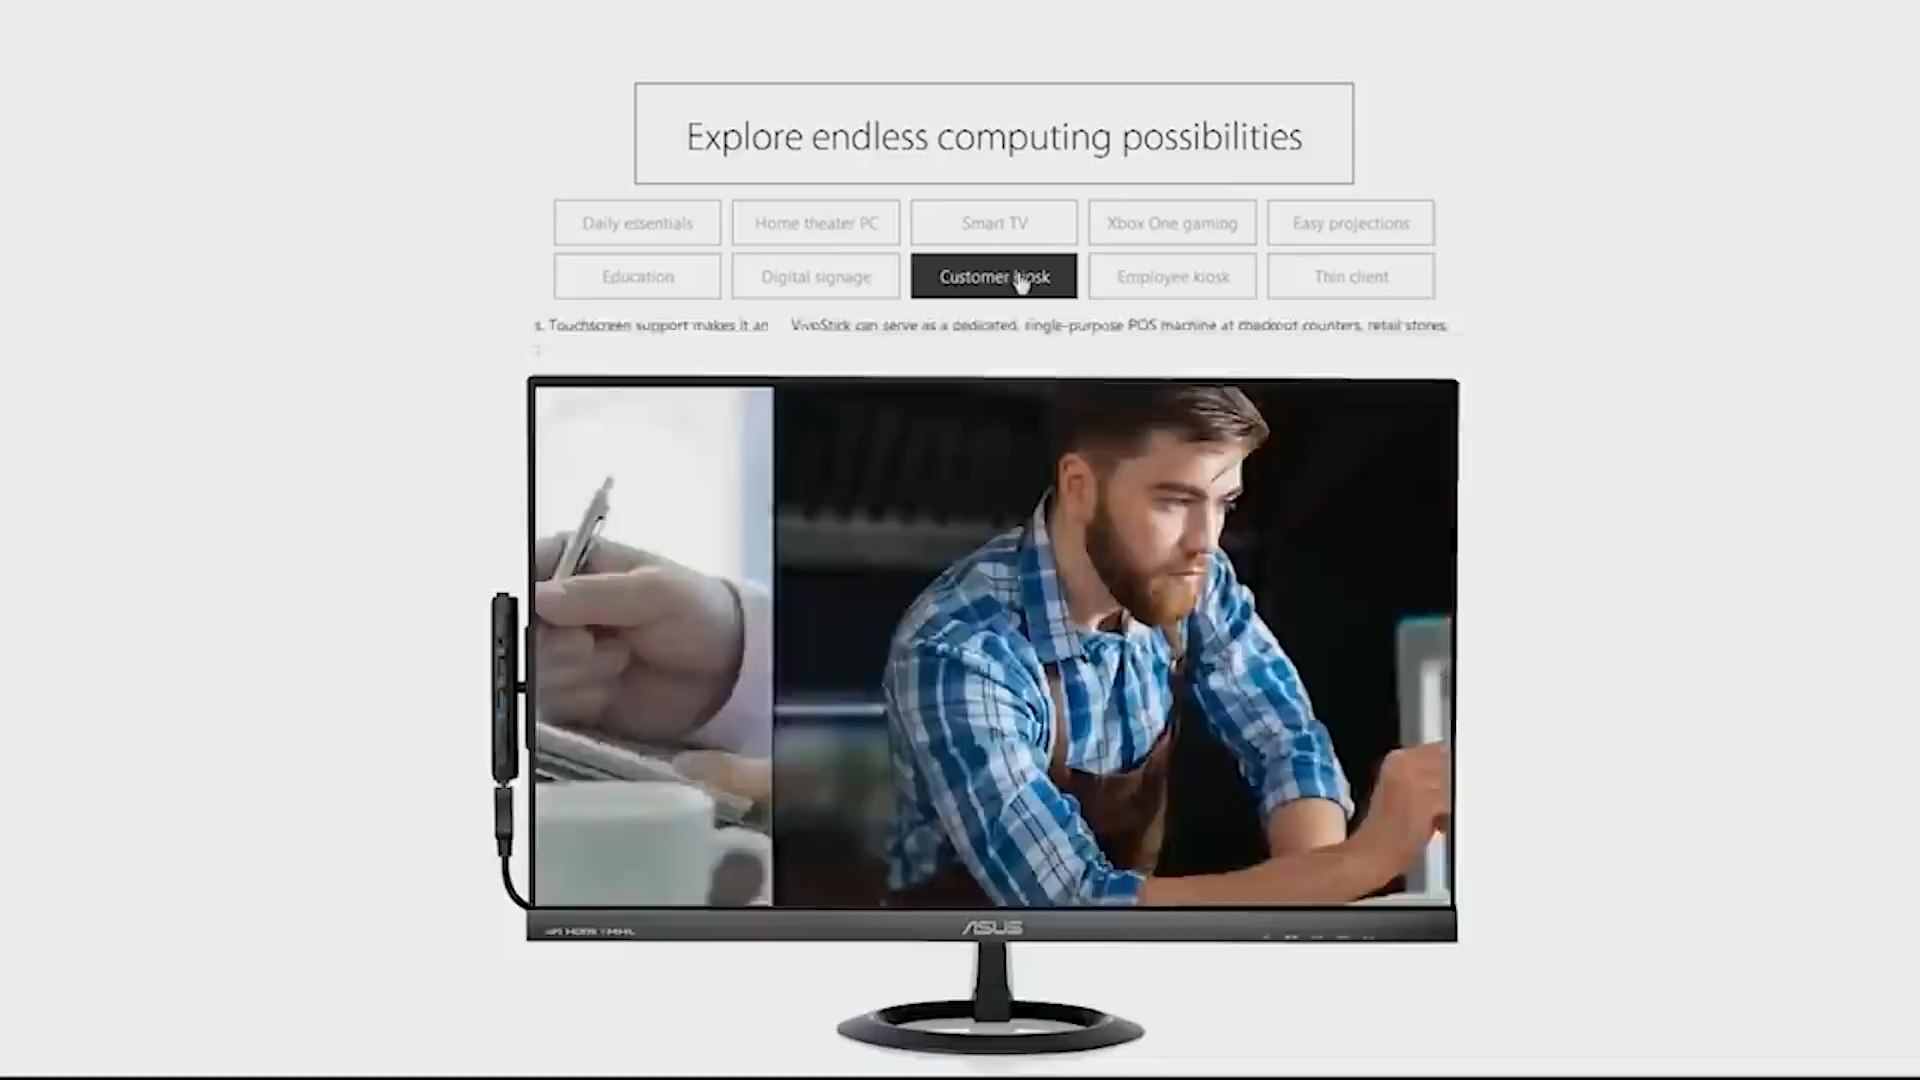 Explore endless computing possibilities
Daily essentials
Home theater PC
Smart TV
Xbox One gaming
Easy projections
Education
Digital signage
Customer kiosk
Employee kiosk
Thin client
s. Touchscreen support makes it an
VivoStick can serve as a dedicated, single-purpose POS machine at checkout counters, retail stores,
ASUS